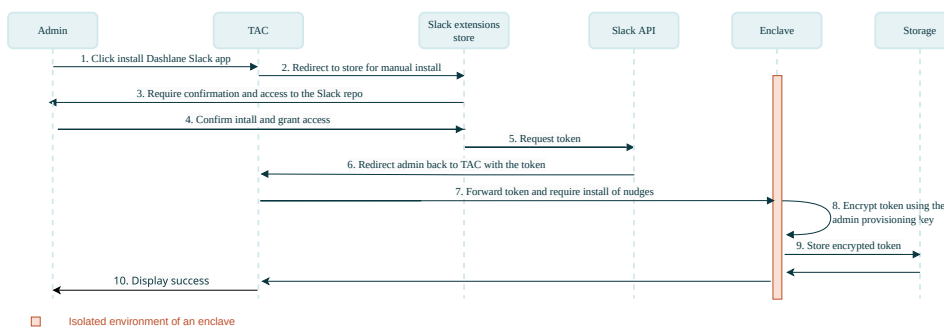 Admin
TAC
Slack extensions
store
Slack API
Enclave
Storage
1. Click install Dashlane Slack app
2. Redirect to store for manual install
3. Require confirmation and access to the Slack repo
4. Confirm intall and grant access
5. Request token
6. Redirect admin back to TAC with the token
7. Forward token and require install of nudges
8. Encrypt token using the
admin provisioning key
9. Store encrypted token
10. Display success
Isolated environment of an enclave